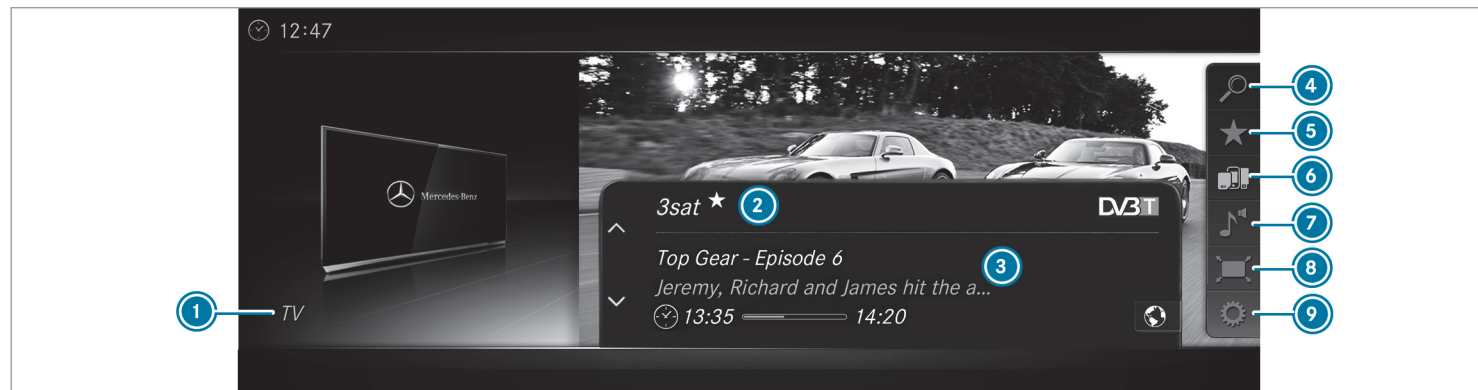 12:47
Mercedes-Benz
TV
1
3sat ★ 2
DVB T
Top Gear - Episode 6
3
Jeremy, Richard and James hit the a...
13:35 14:20
4
5
6
7
8
9